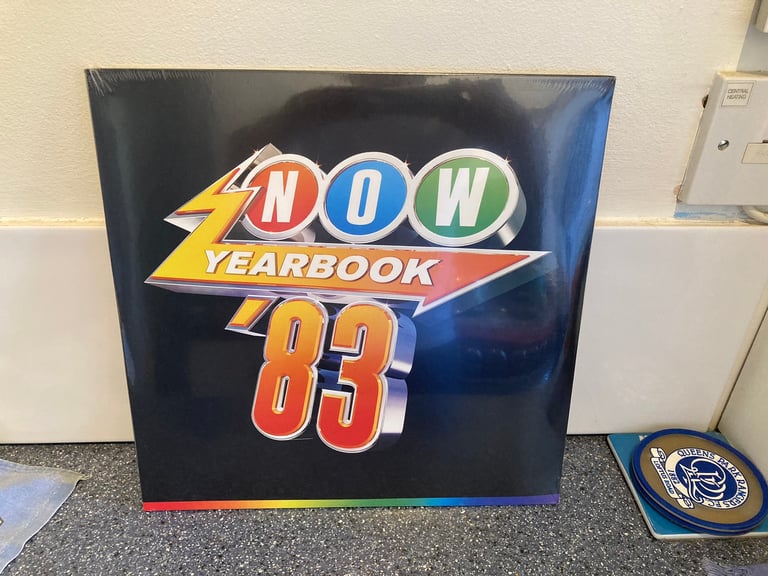 NOW
YEARBOOK
'83
CENTRAL
HEATING
QUEENS PARK RANGERS F.C.